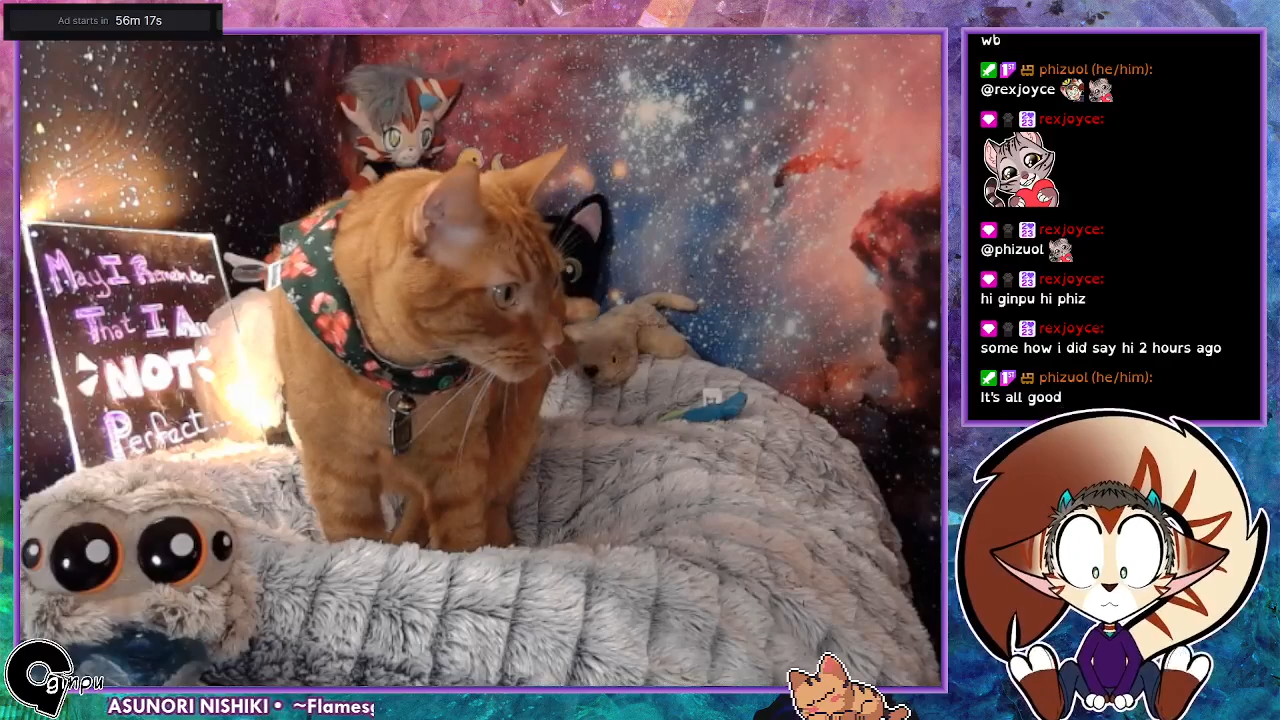 Ad starts in 56m 17s
wb
phizuol (he/him):
@rexjoyce
rexjoyce:
rexjoyce:
@phizuol
rexjoyce:
hi ginpu hi phiz
rexjoyce:
some how i did say hi 2 hours ago
phizuol (he/him):
It's all good
May I Remember
That I Am
NOT
Perfect...
ginpu
ASUNORI NISHIKI • ~Flames